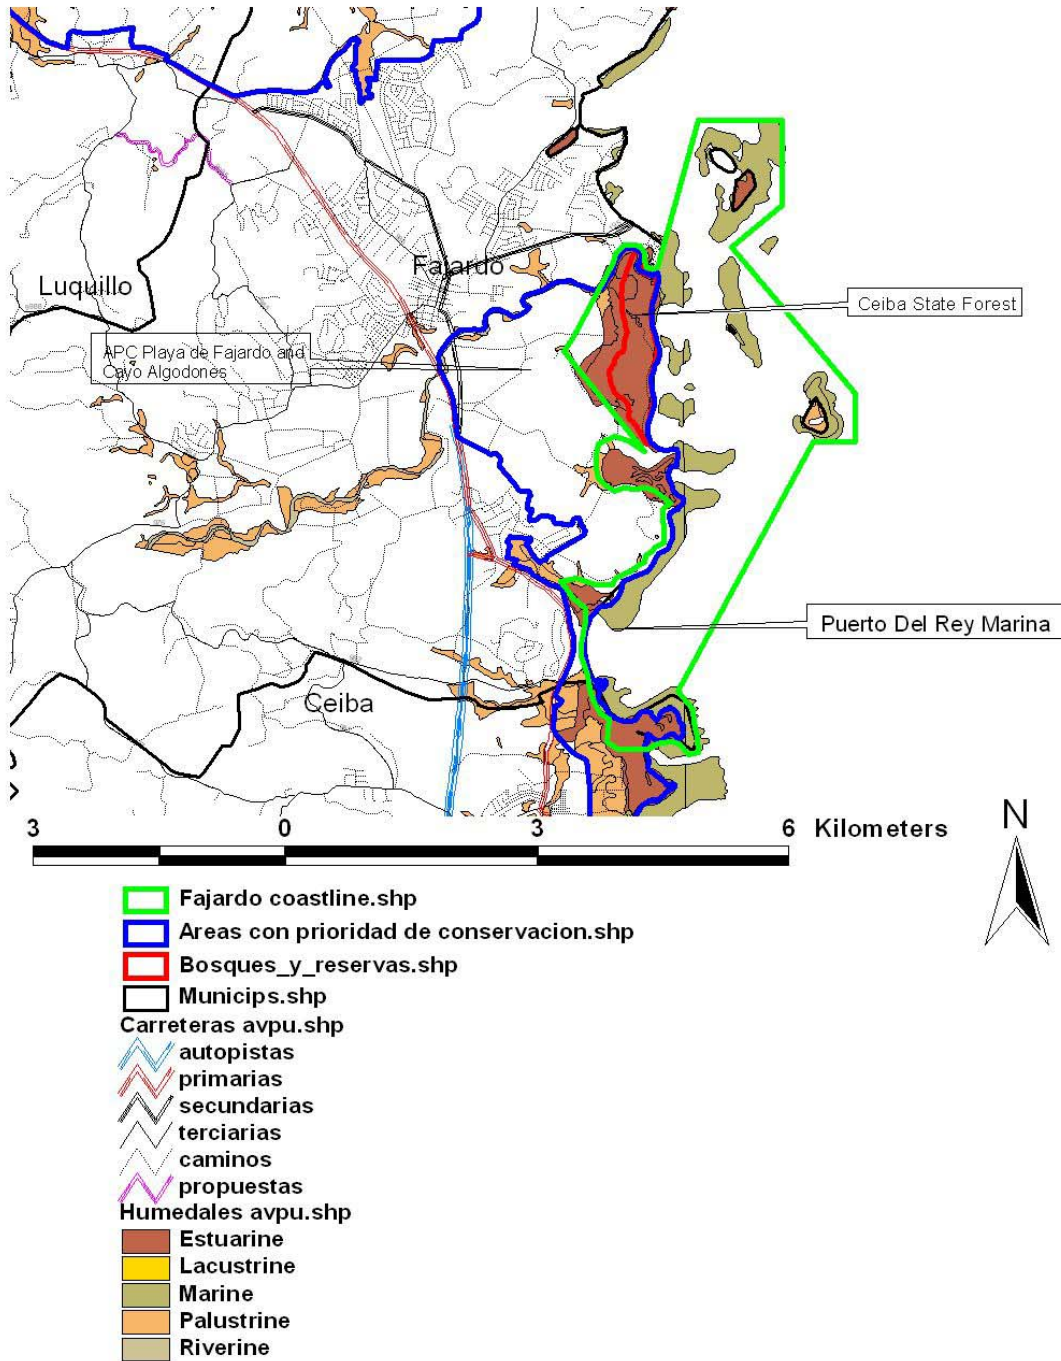 Fajardo
Luquillo
Ceiba State Forest
APC Playa de Fajardo and
Cayo Algodones
Puerto Del Rey Marina
Ceiba
N
3 0 3 6 Kilometers
Fajardo coastline.shp
Areas con prioridad de conservacion.shp
Bosques_y_reservas.shp
Municips.shp
Carreteras avpu.shp
autopistas
primarias
secundarias
terciarias
caminos
propuestas
Humedales avpu.shp
Estuarine
Lacustrine
Marine
Palustrine
Riverine